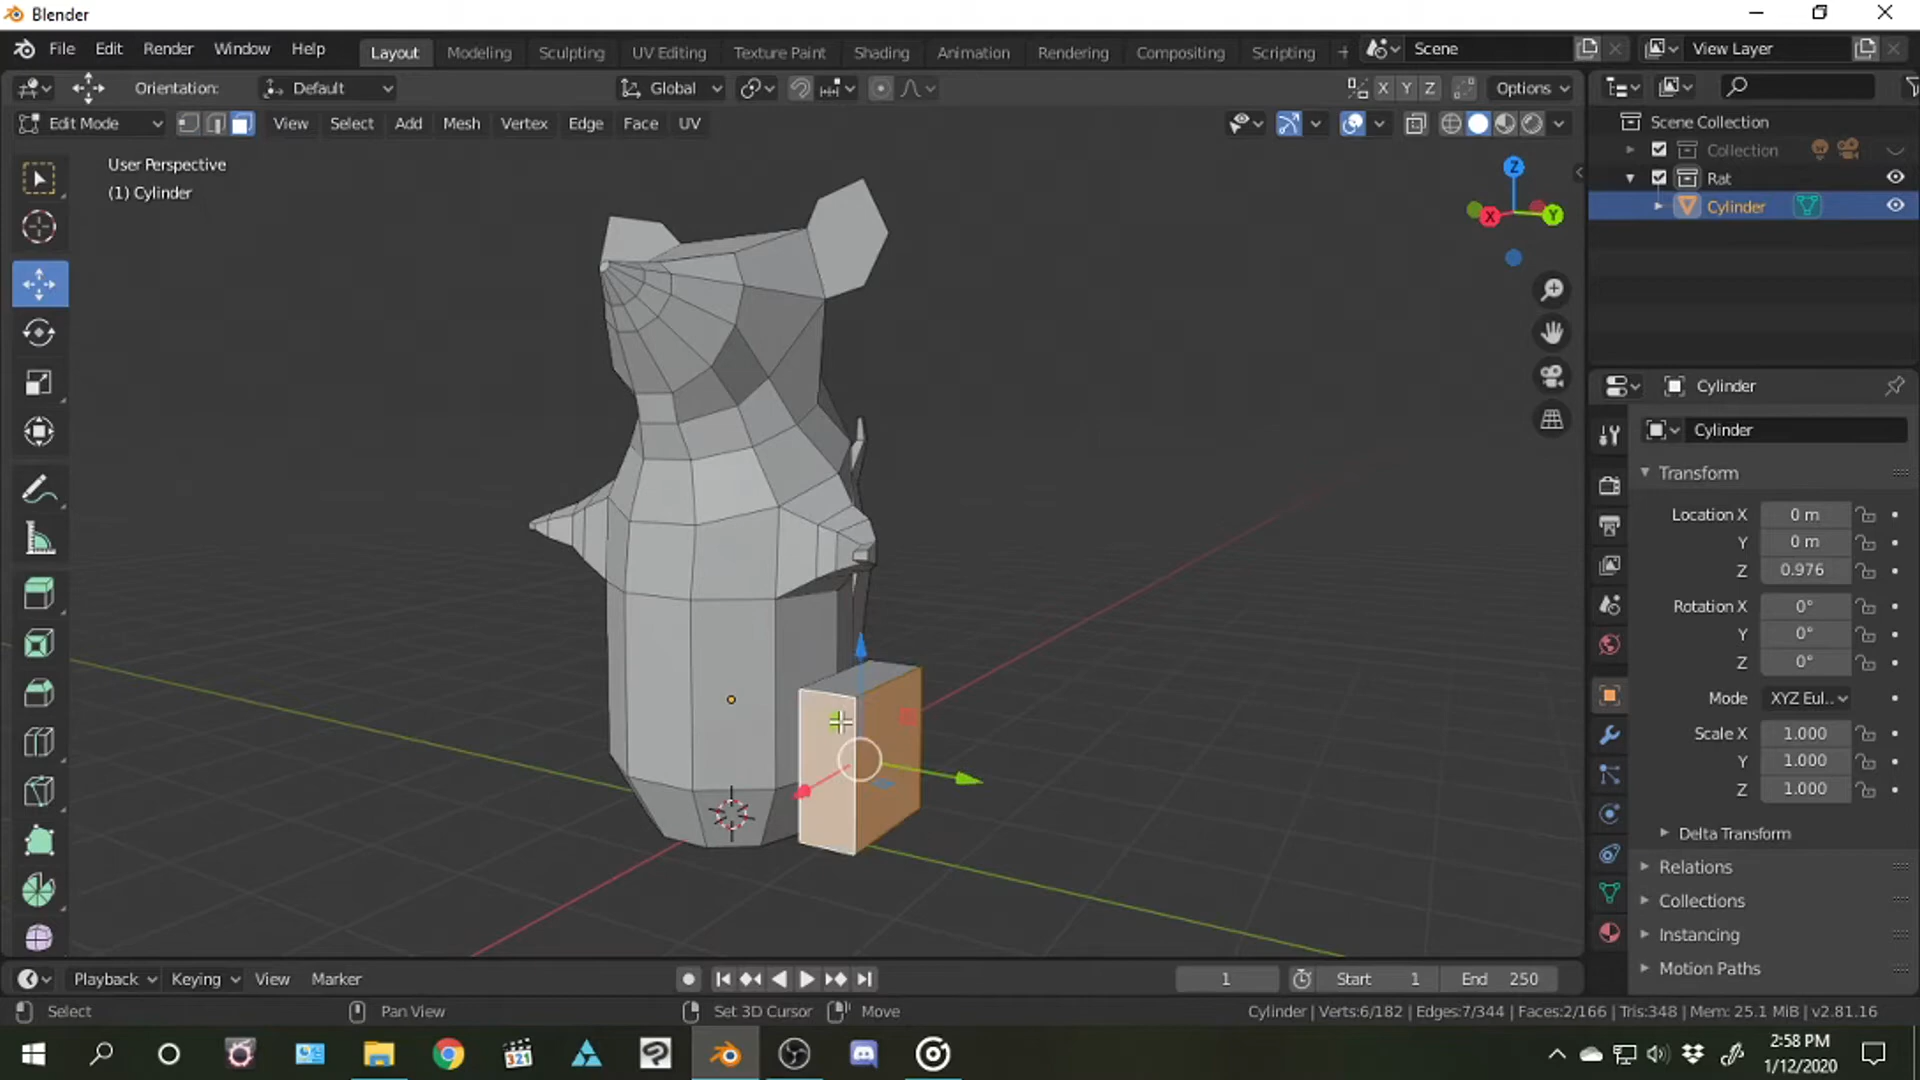 Blender
File Edit Render Window Help Layout Modeling Sculpting UV Editing Texture Paint Shading Animation Rendering Compositing Scripting + Scene View Layer
Orientation: Default Global X Y Z Options
Edit Mode View Select Add Mesh Vertex Edge Face UV
User Perspective
(1) Cylinder
Z
X
Y
Scene Collection
Collection
Rat
Cylinder
Cylinder
Cylinder
Transform
Location X 0 m
Y 0 m
Z 0.976
Rotation X 0°
Y 0°
Z 0°
Mode XYZ Eul..
Scale X 1.000
Y 1.000
Z 1.000
Delta Transform
Relations
Collections
Instancing
Motion Paths
Playback Keying View Marker 1 Start 1 End 250
Select Pan View Set 3D Cursor Move Cylinder | Verts:6/182 | Edges:7/344 | Faces:2/166 | Tris:348 | Mem: 25.1 MiB | v2.81.16
321
2:58 PM
1/12/2020